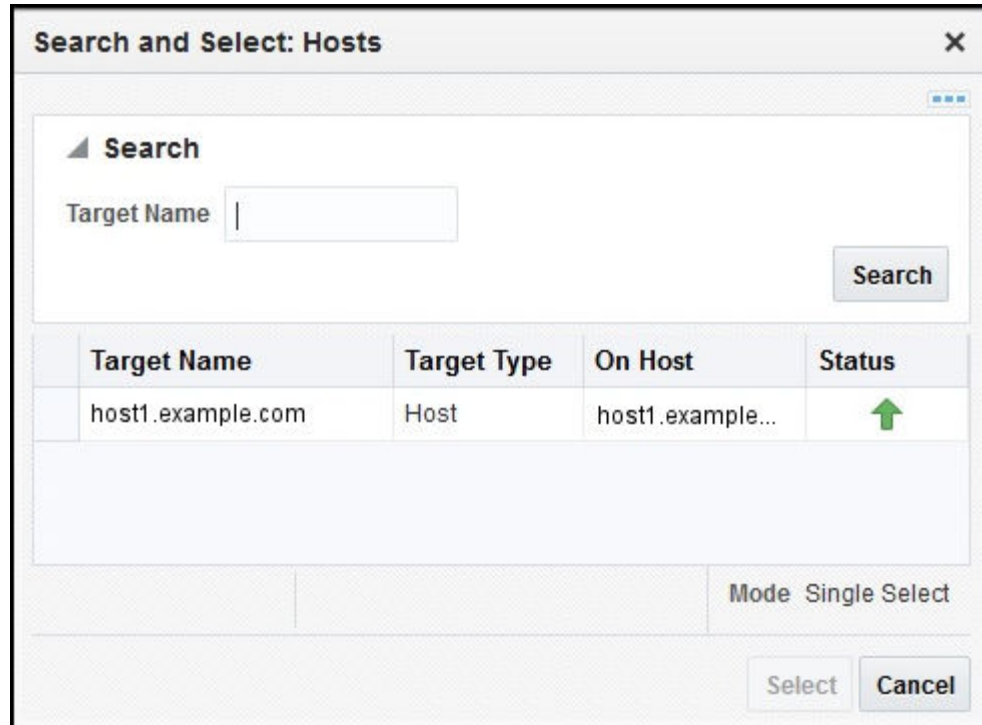 Search and Select: Hosts
Search
Target Name
Search
Target Name Target Type On Host Status
host1.example.com Host host1.example...
Mode Single Select
Select Cancel